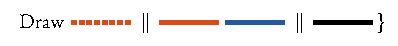 Draw ‖ ‖ }